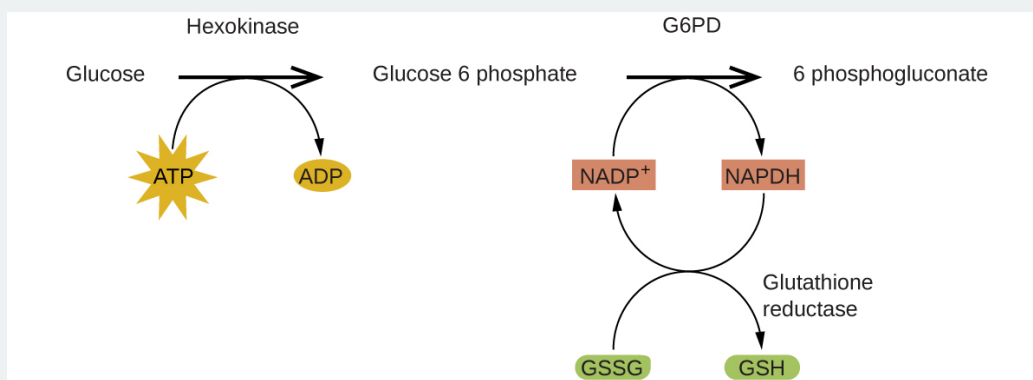 Hexokinase
G6PD
Glucose
Glucose 6 phosphate
6 phosphogluconate
ATP
ADP
NADP⁺
NAPDH
Glutathione
reductase
GSSG
GSH